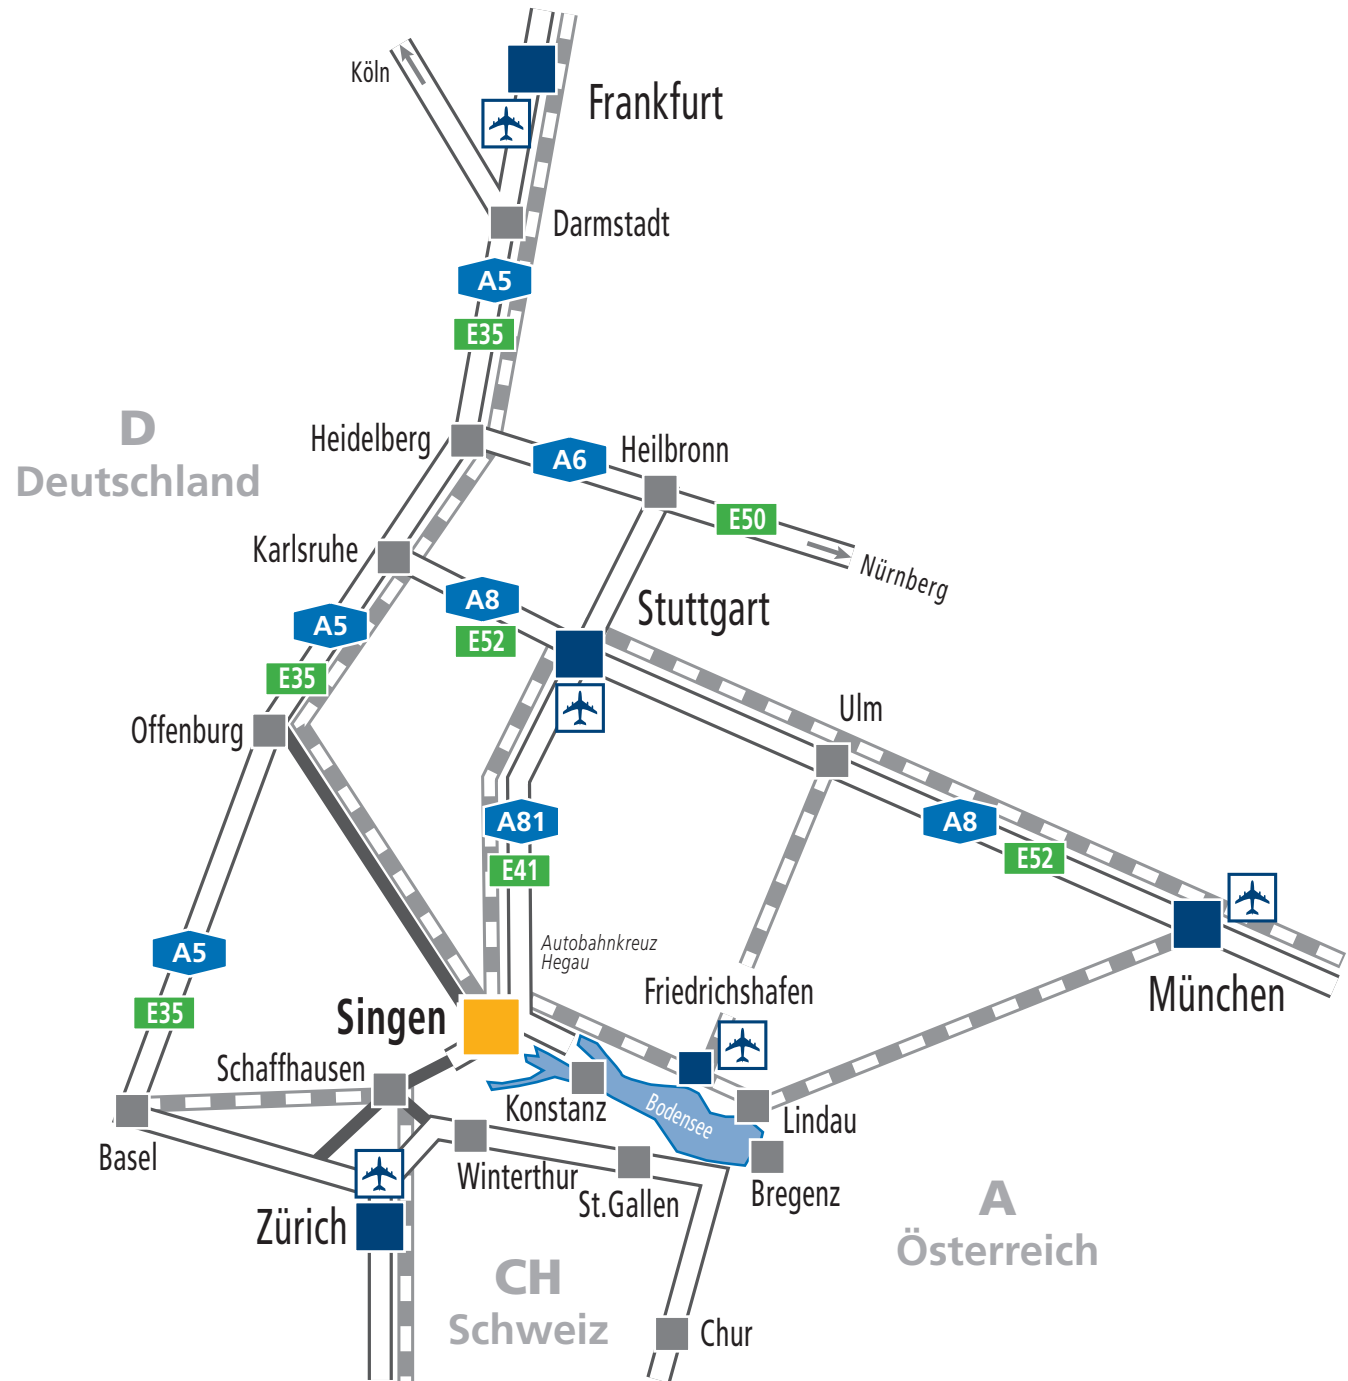 Köln
Frankfurt
Darmstadt
A5
E35
D
Deutschland
Heidelberg
A6
Heilbronn
E50
Nürnberg
Karlsruhe
A8
E52
Stuttgart
A5
E35
Offenburg
Ulm
A81
E41
A8
E52
A5
E35
Autobahnkreuz
Hegau
Friedrichshafen
München
Singen
Schaffhausen
Konstanz
Bodensee
Lindau
Basel
Winterthur
St.Gallen
Bregenz
Zürich
A
Österreich
CH
Schweiz
Chur